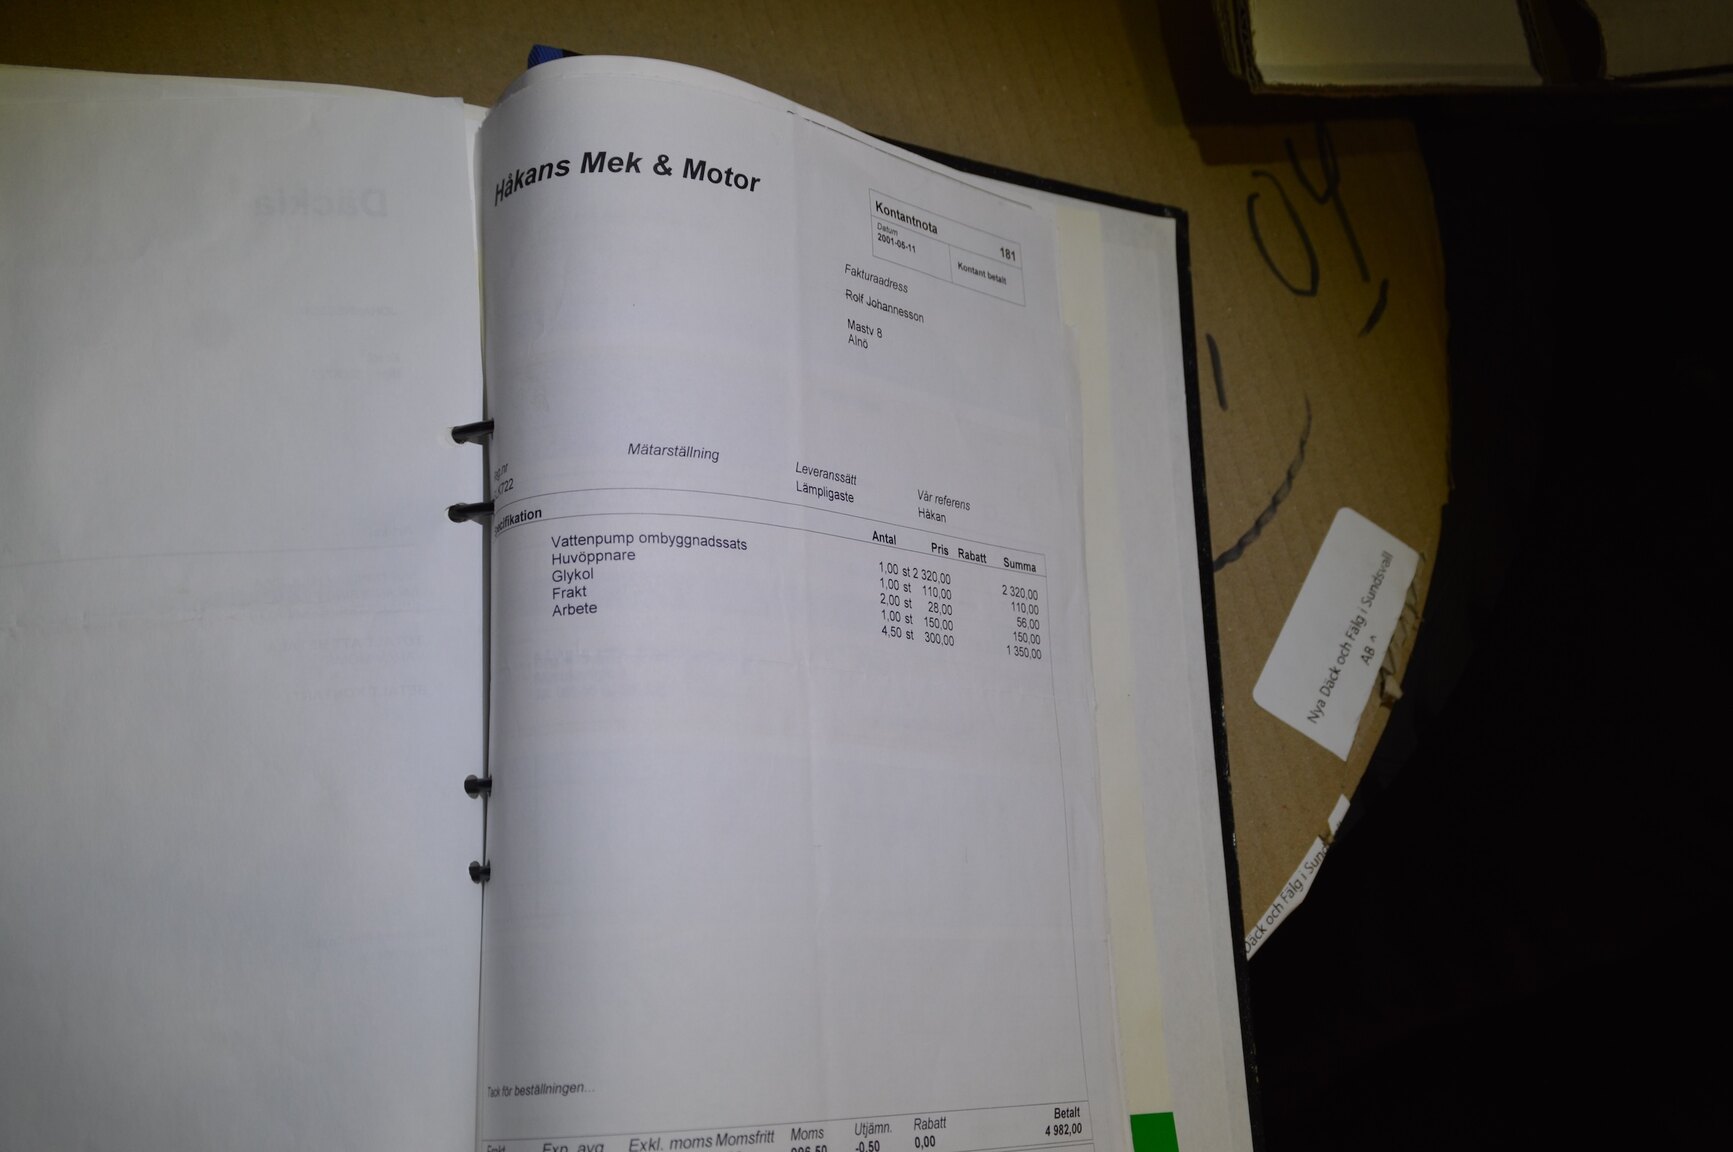 Håkans Mek & Motor
Kontantnota 181
Datum
2001-06-11
Kontant betalt
Fakturaadress
Rolf Johannesson
Mastv 8
Alnö
Mätarställning
Leveranssätt
Lämpligaste
Vår referens
Håkan
Antal Pris Rabatt Summa
Vattenpump ombyggnadssats 1,00 st 2 320,00 2 320,00
Huvöppnare 1,00 st 110,00 110,00
Glykol 2,00 st 28,00 56,00
Frakt 1,00 st 150,00 150,00
Arbete 4,50 st 300,00 1 350,00
Tack för beställningen...
Frakt Exp. avg Exkl. moms Momsfritt Moms Utjämn. Rabatt Betalt
-0,50 0,00 4 982,00
Nya Däck och Fälg i Sundsvall
AB
Däck och Fälg i
04